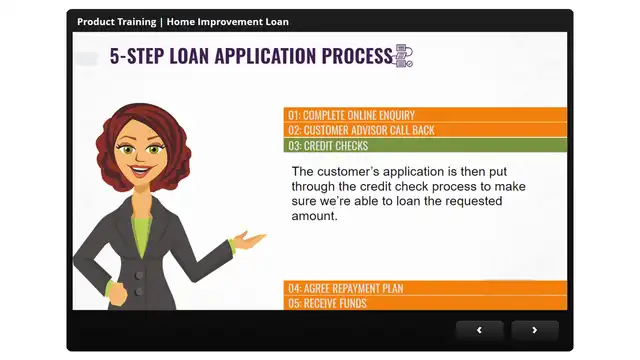 Product Training | Home Improvement Loan
5-STEP LOAN APPLICATION PROCESS
01: COMPLETE ONLINE ENQUIRY
02: CUSTOMER ADVISOR CALL BACK
03: CREDIT CHECKS
The customer’s application is then put
through the credit check process to make
sure we’re able to loan the requested
amount.
04: AGREE REPAYMENT PLAN
05: RECEIVE FUNDS